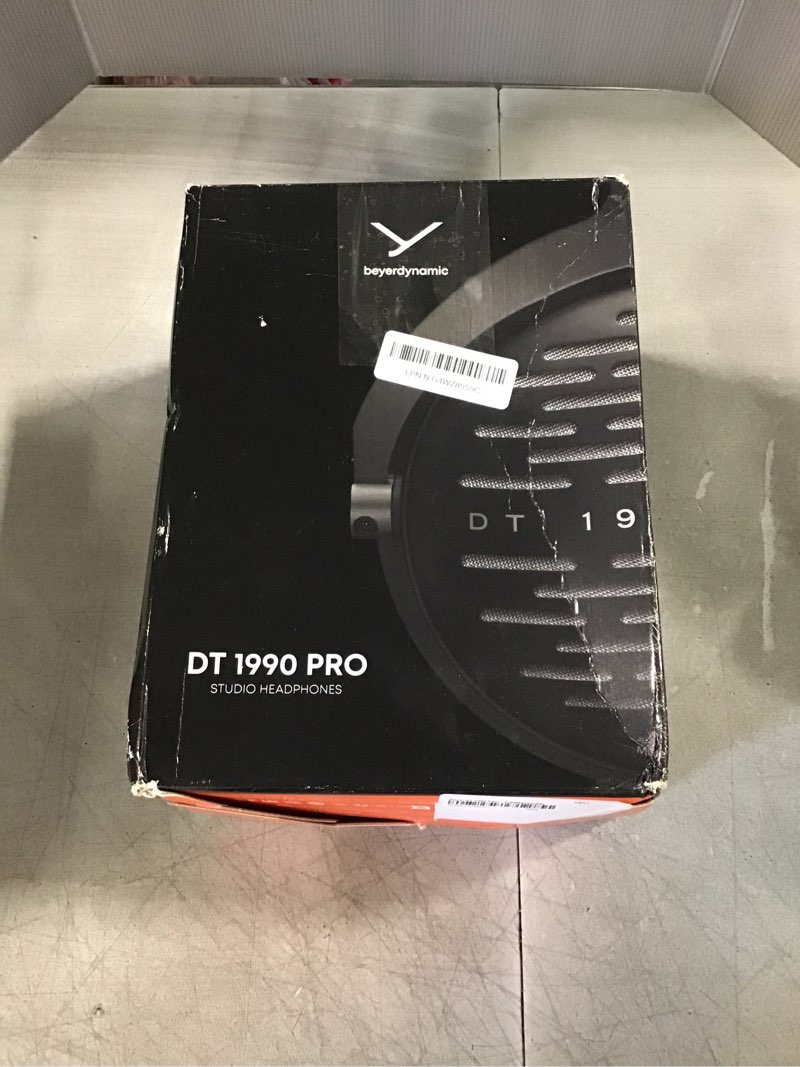 beyerdynamic
DT 19
DT 1990 PRO
STUDIO HEADPHONES